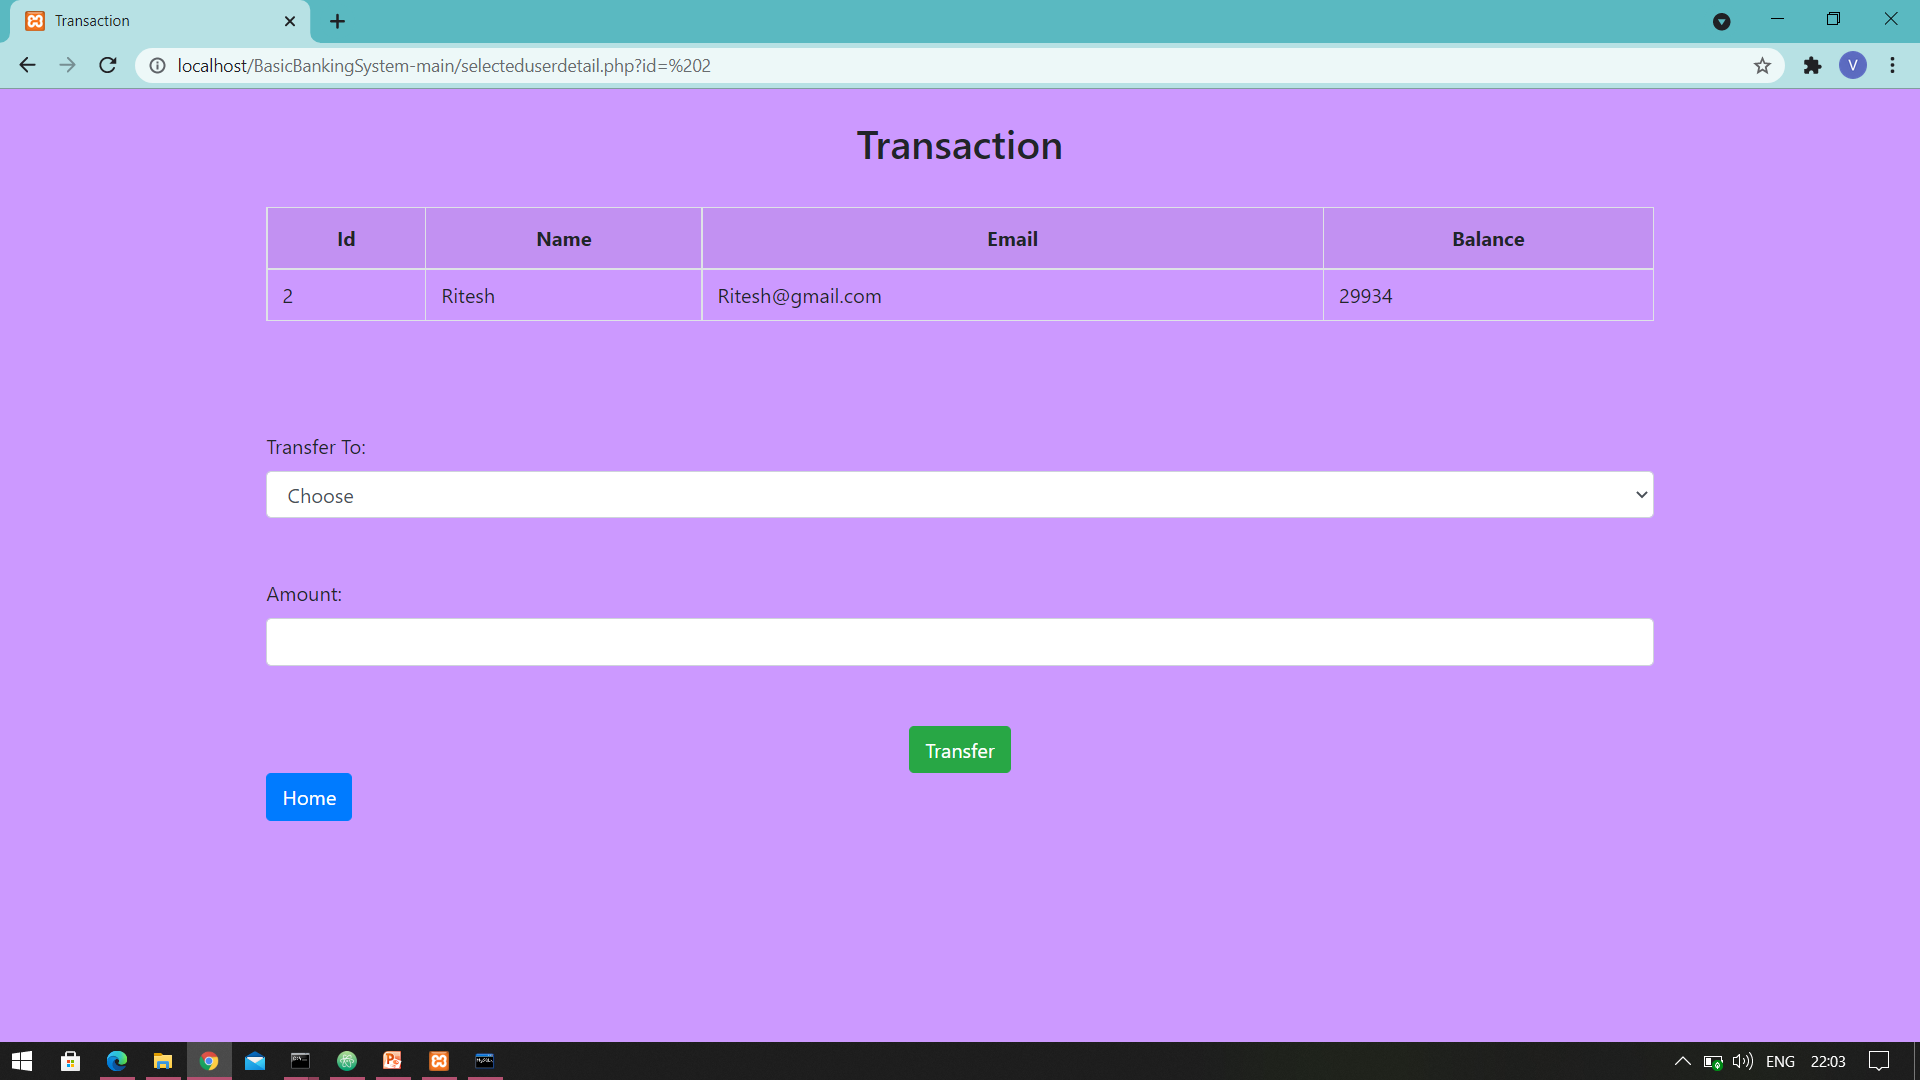 Transaction
localhost/BasicBankingSystem-main/selecteduserdetail.php?id=%202
V
Transaction
Id Name Email Balance
2 Ritesh Ritesh@gmail.com 29934
Transfer To:
Choose
Amount:
Transfer
Home
ENG 22:03